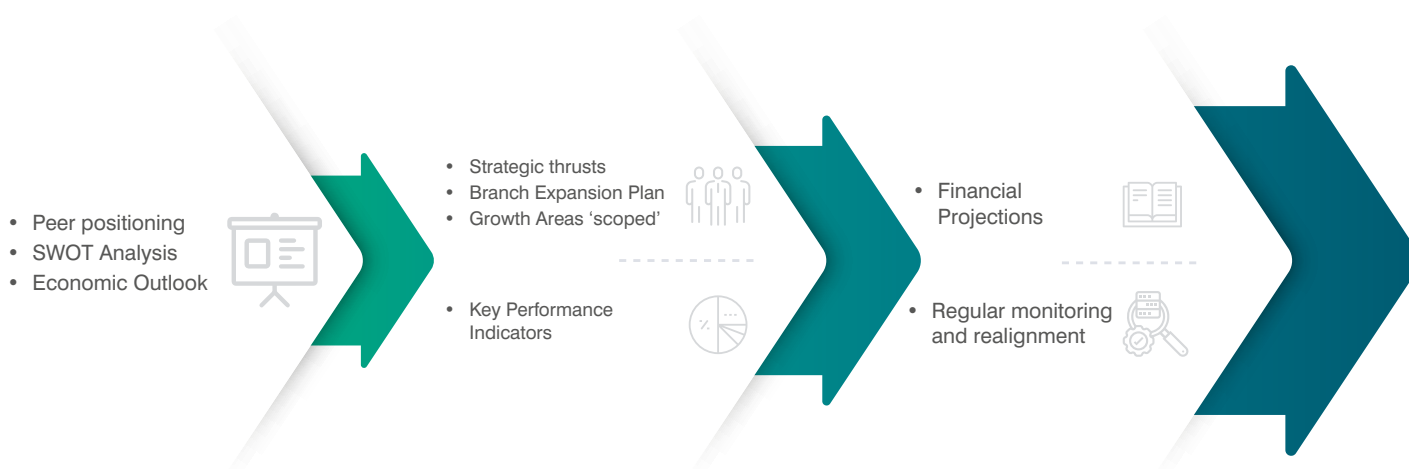 • Peer positioning
• SWOT Analysis
• Economic Outlook
• Strategic thrusts
• Branch Expansion Plan
• Growth Areas ‘scoped’
• Key Performance
Indicators
• Financial
Projections
• Regular monitoring
and realignment